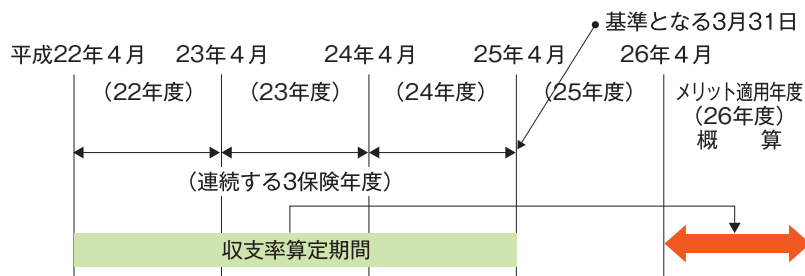 基準となる3月31日
平成22年4月 23年4月 24年4月 25年4月 26年4月
(22年度) (23年度) (24年度) (25年度) メリット適用年度
(26年度)
概 算
(連続する3保険年度)
収支率算定期間